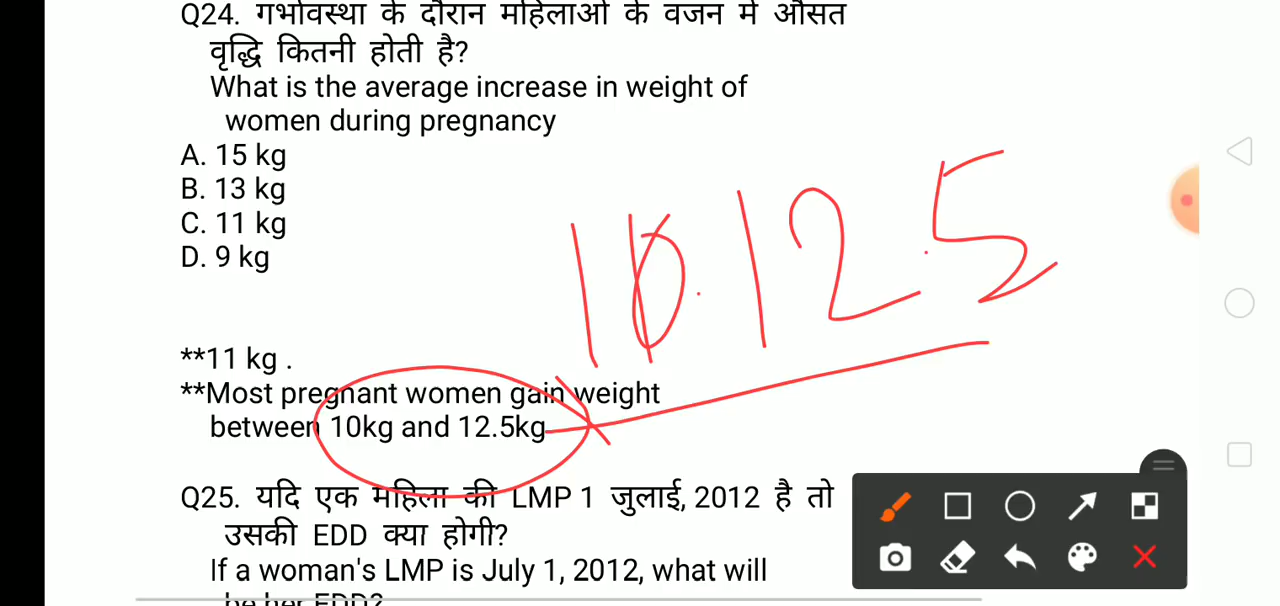 Q24. गर्भावस्था के दौरान महिलाओं के वजन में औसत
वृद्धि कितनी होती है?
What is the average increase in weight of
women during pregnancy
A. 15 kg
B. 13 kg
C. 11 kg
D. 9 kg
10. 12.5
**11 kg .
**Most pregnant women gain weight
between 10kg and 12.5kg
Q25. यदि एक महिला की LMP 1 जुलाई, 2012 है तो
उसकी EDD क्या होगी?
If a woman's LMP is July 1, 2012, what will
be her EDD?